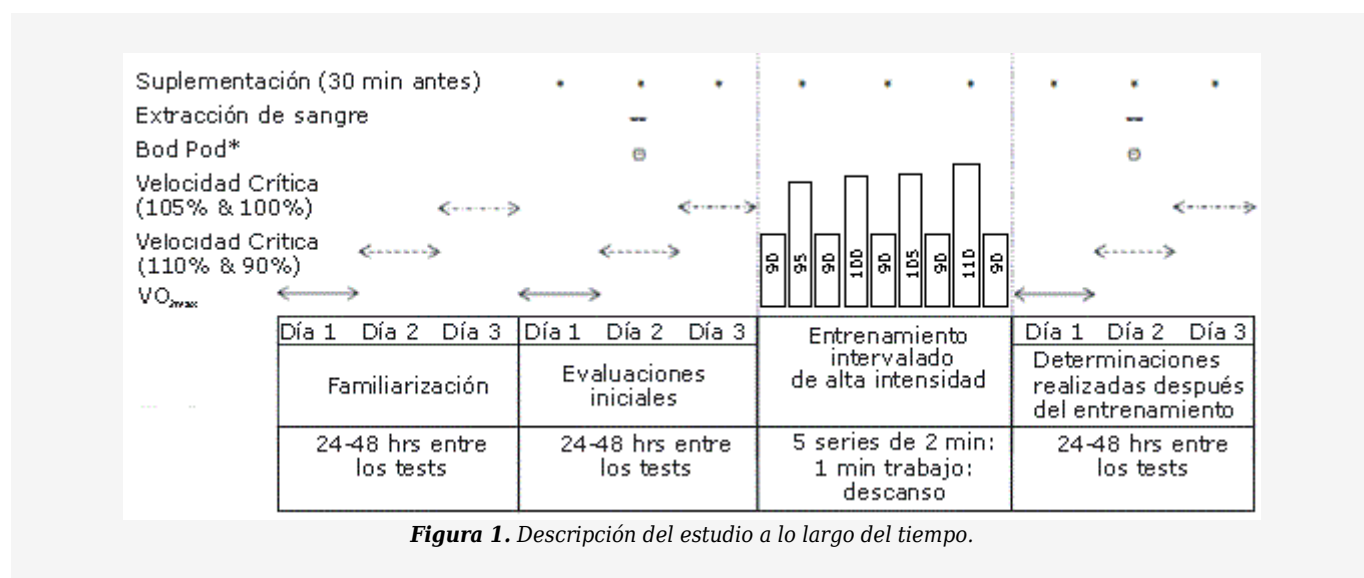 Suplementación (30 min antes)
Extracción de sangre
Bod Pod*
Velocidad Crítica
(105% & 100%)
Velocidad Crítica
(110% & 90%)
VO₂max
90
95
90
100
90
105
90
110
90
Día 1 Día 2 Día 3
Familiarización
24-48 hrs entre
los tests
Día 1 Día 2 Día 3
Evaluaciones
iniciales
24-48 hrs entre
los tests
Entrenamiento
intervalado
de alta intensidad
5 series de 2 min:
1 min trabajo:
descanso
Día 1 Día 2 Día 3
Determinaciones
realizadas después
del entrenamiento
24-48 hrs entre
los tests
Figura 1. Descripción del estudio a lo largo del tiempo.